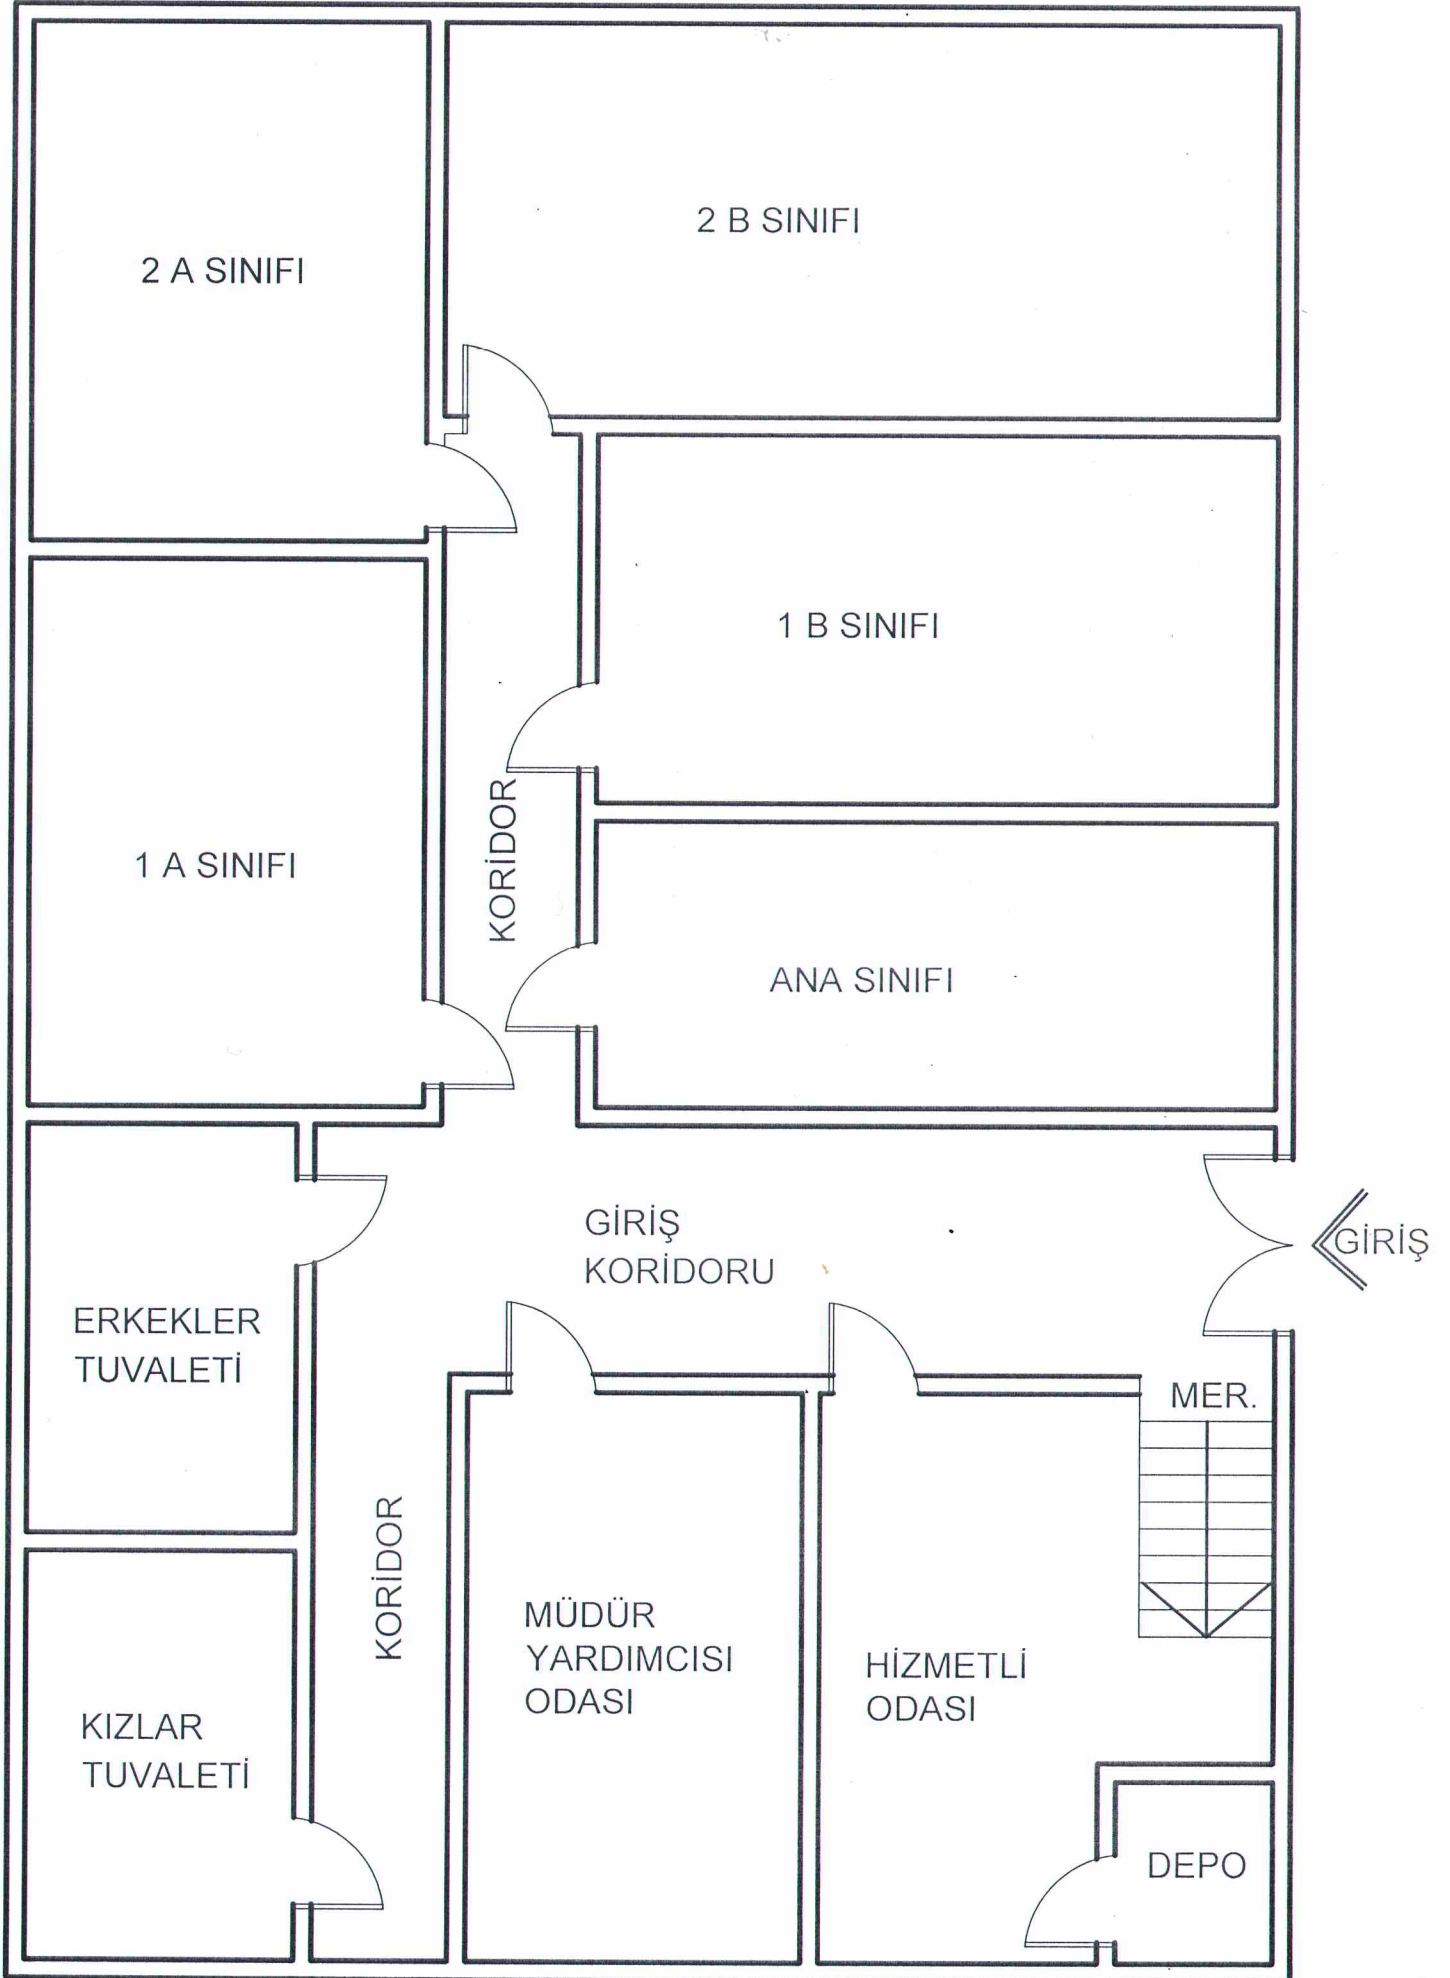 2 B SINIFI
2 A SINIFI
1 B SINIFI
KORİDOR
1 A SINIFI
ANA SINIFI
GİRİŞ
KORİDORU
GİRİŞ
ERKEKLER
TUVALETİ
MER.
KORİDOR
MÜDÜR
YARDIMCISI
ODASI
HİZMETLİ
ODASI
KIZLAR
TUVALETİ
DEPO